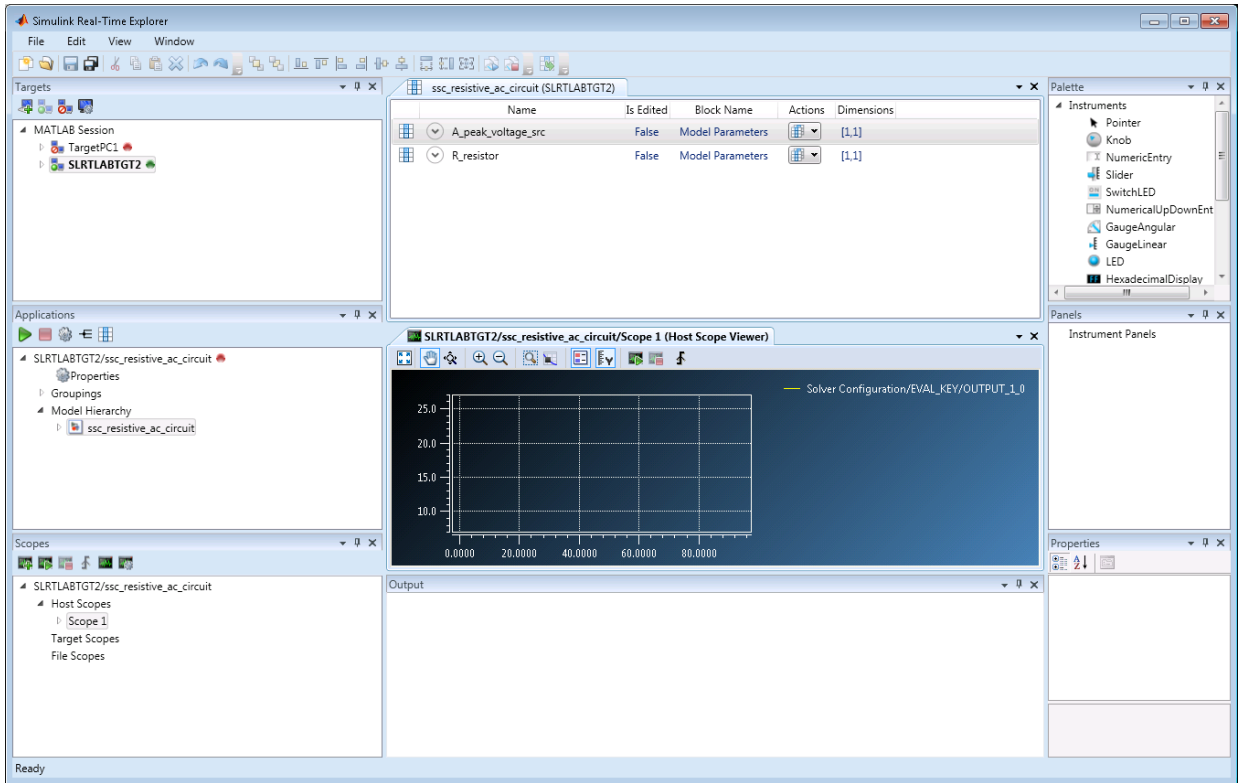 Simulink Real-Time Explorer
File Edit View Window
Targets
MATLAB Session
TargetPC1
SLRTLABTGT2
ssc_resistive_ac_circuit (SLRTLABTGT2)
Name Is Edited Block Name Actions Dimensions
A_peak_voltage_src False Model Parameters [1,1]
R_resistor False Model Parameters [1,1]
Palette
Instruments
Pointer
Knob
NumericEntry
Slider
SwitchLED
NumericalUpDownEnt
GaugeAngular
GaugeLinear
LED
HexadecimalDisplay
Applications
SLRTLABTGT2/ssc_resistive_ac_circuit
Properties
Groupings
Model Hierarchy
ssc_resistive_ac_circuit
SLRTLABTGT2/ssc_resistive_ac_circuit/Scope 1 (Host Scope Viewer)
Solver Configuration/EVAL_KEY/OUTPUT_1_0
25.0
20.0
15.0
10.0
0.0000 20.0000 40.0000 60.0000 80.0000
Panels
Instrument Panels
Scopes
SLRTLABTGT2/ssc_resistive_ac_circuit
Host Scopes
Scope 1
Target Scopes
File Scopes
Output
Properties
Ready